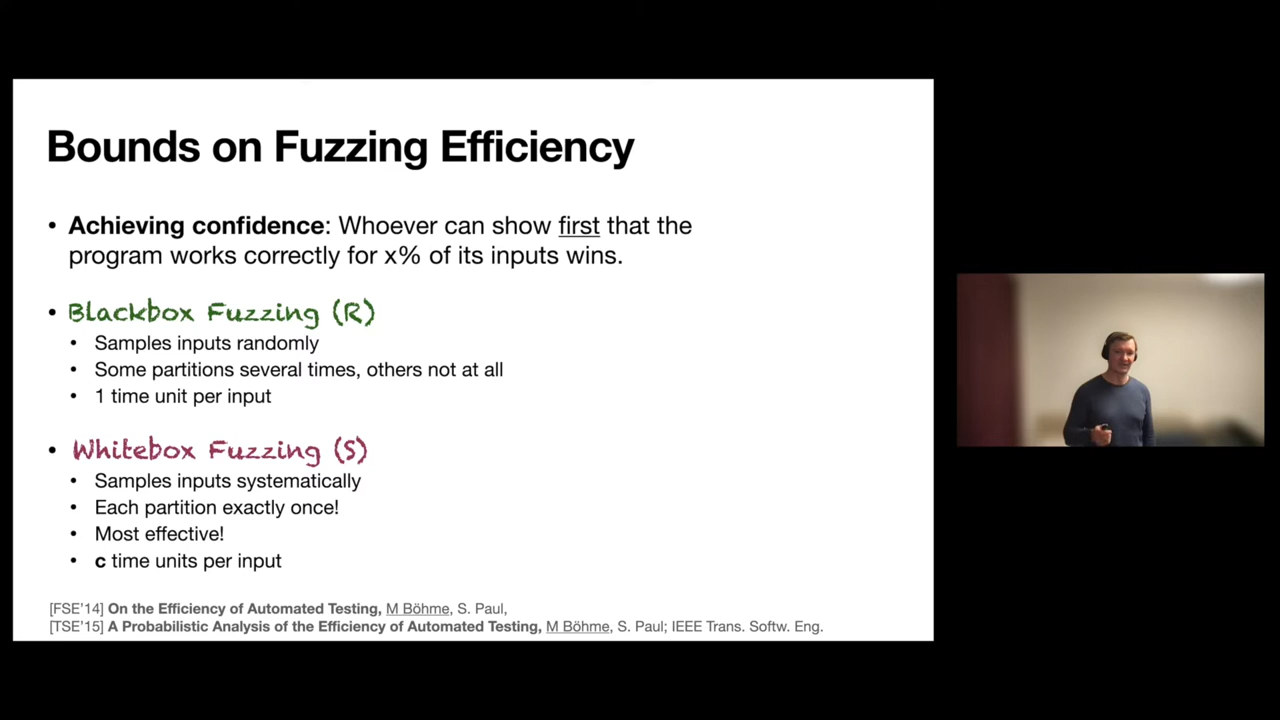 Bounds on Fuzzing Efficiency
• Achieving confidence: Whoever can show first that the
program works correctly for x% of its inputs wins.
• Blackbox Fuzzing (R)
• Samples inputs randomly
• Some partitions several times, others not at all
• 1 time unit per input
• Whitebox Fuzzing (S)
• Samples inputs systematically
• Each partition exactly once!
• Most effective!
• c time units per input
[FSE'14] On the Efficiency of Automated Testing, M Böhme, S. Paul,
[TSE'15] A Probabilistic Analysis of the Efficiency of Automated Testing, M Böhme, S. Paul; IEEE Trans. Softw. Eng.